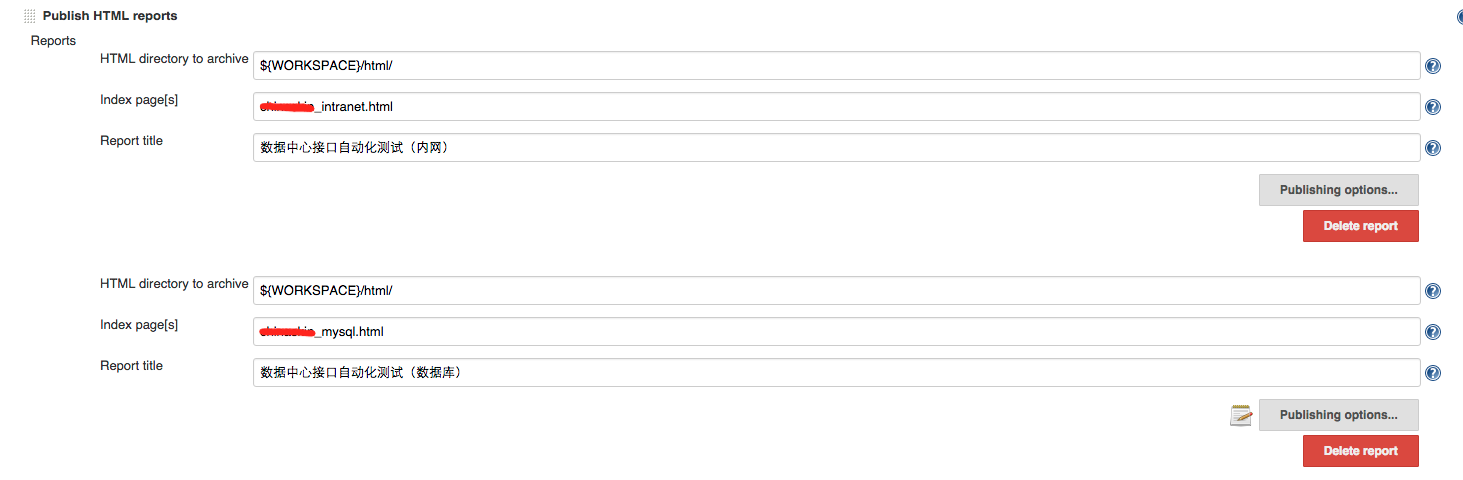 Publish HTML reports
Reports
HTML directory to archive
${WORKSPACE}/html/
Index page[s]
_intranet.html
Report title
数据中心接口自动化测试（内网）
Publishing options...
Delete report
HTML directory to archive
${WORKSPACE}/html/
Index page[s]
_mysql.html
Report title
数据中心接口自动化测试（数据库）
Publishing options...
Delete report